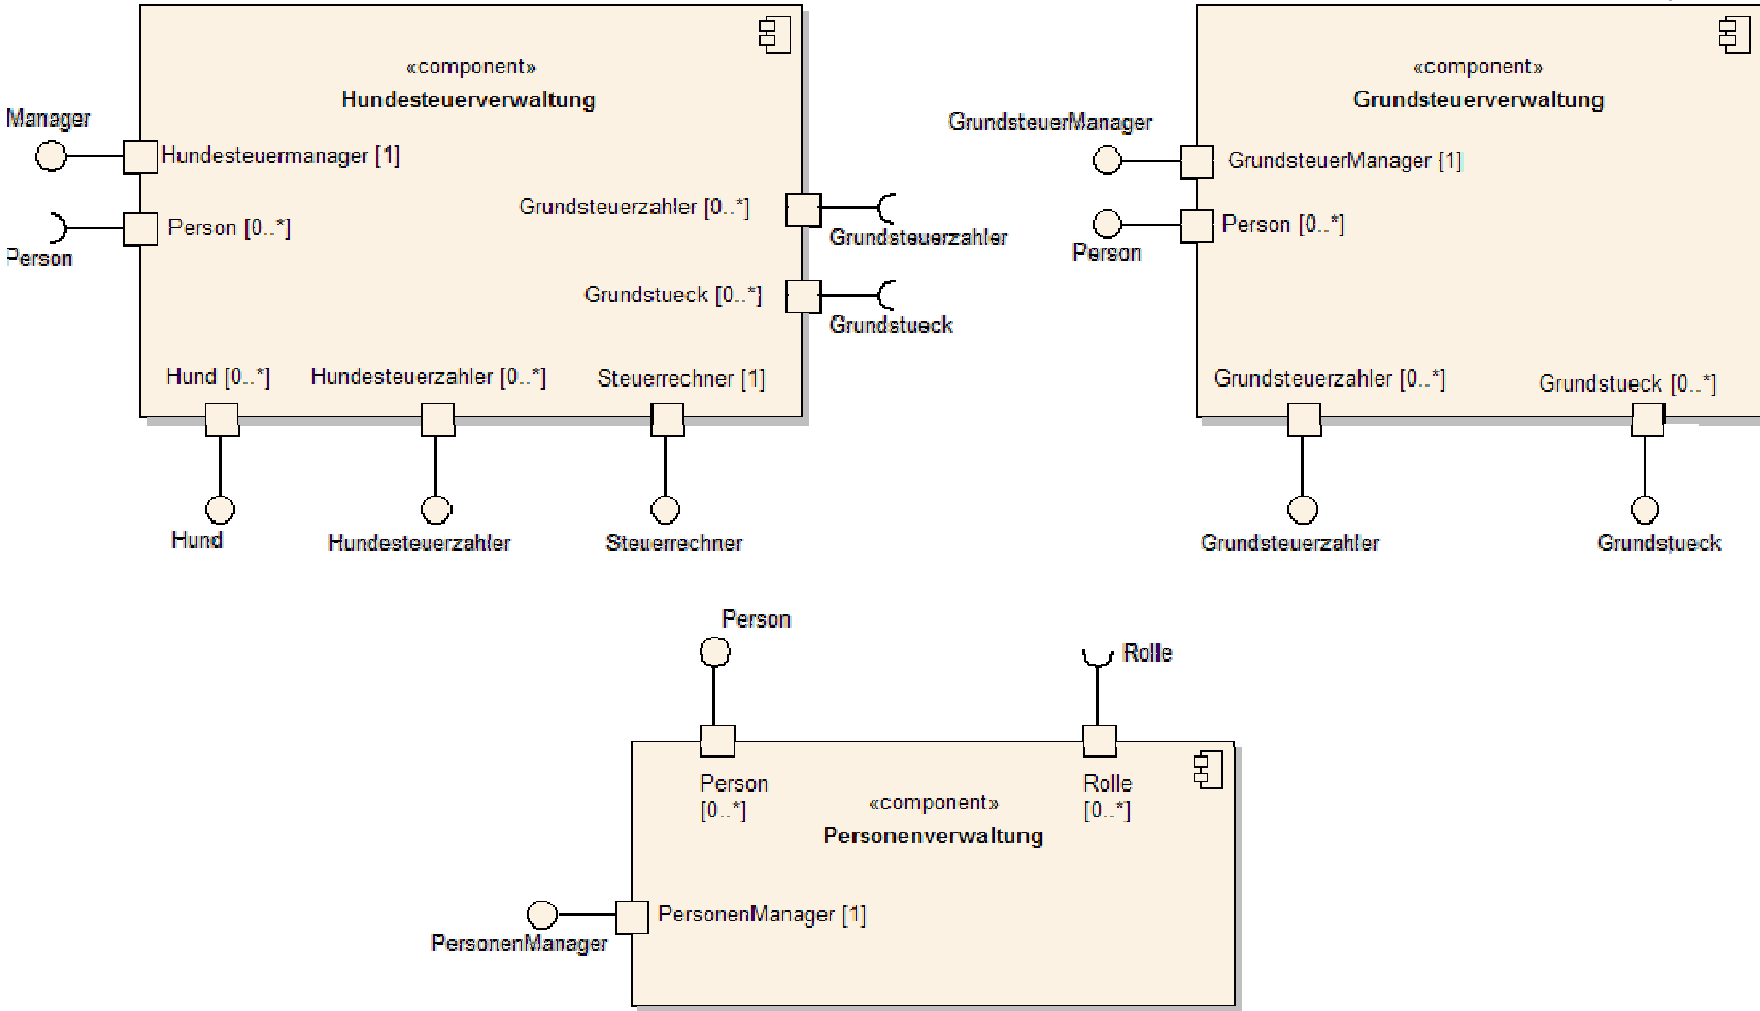 «component»
Hundesteuerverwaltung
Manager
Hundesteuermanager [1]
Person [0..*]
Person
Grundsteuerzahler [0..*]
Grundsteuerzahler
Grundstueck [0..*]
Grundstueck
Hund [0..*]
Hundesteuerzahler [0..*]
Steuerrechner [1]
Hund
Hundesteuerzahler
Steuerrechner
«component»
Grundsteuerverwaltung
GrundsteuerManager
GrundsteuerManager [1]
Person [0..*]
Person
Grundsteuerzahler [0..*]
Grundstueck [0..*]
Grundsteuerzahler
Grundstueck
Person
Rolle
Person
[0..*]
Rolle
[0..*]
«component»
Personenverwaltung
PersonenManager [1]
PersonenManager